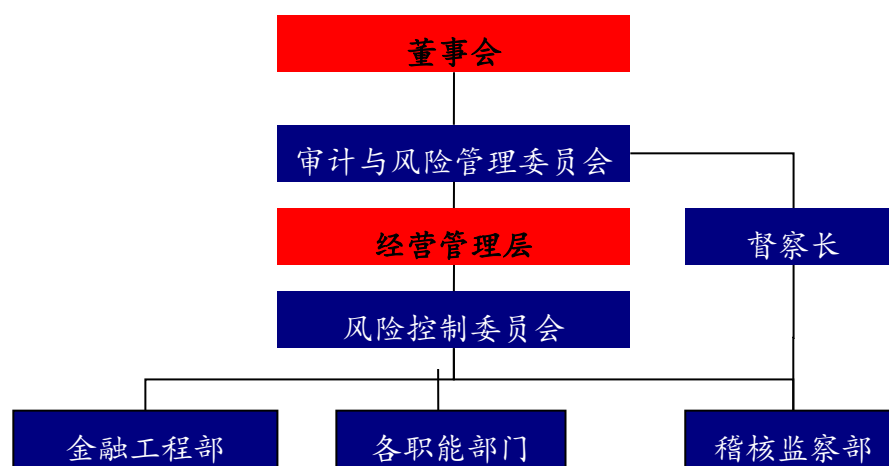 董事会
审计与风险管理委员会
经营管理层
督察长
风险控制委员会
金融工程部
各职能部门
稽核监察部